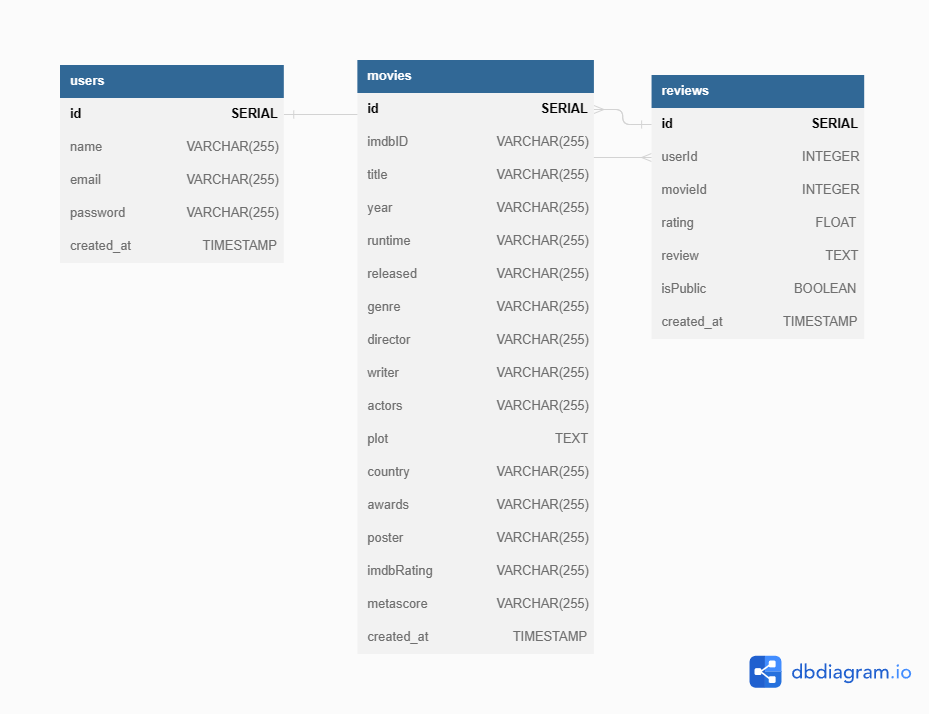 users
id SERIAL
name VARCHAR(255)
email VARCHAR(255)
password VARCHAR(255)
created_at TIMESTAMP
movies
id SERIAL
imdbID VARCHAR(255)
title VARCHAR(255)
year VARCHAR(255)
runtime VARCHAR(255)
released VARCHAR(255)
genre VARCHAR(255)
director VARCHAR(255)
writer VARCHAR(255)
actors VARCHAR(255)
plot TEXT
country VARCHAR(255)
awards VARCHAR(255)
poster VARCHAR(255)
imdbRating VARCHAR(255)
metascore VARCHAR(255)
created_at TIMESTAMP
reviews
id SERIAL
userId INTEGER
movieId INTEGER
rating FLOAT
review TEXT
isPublic BOOLEAN
created_at TIMESTAMP
dbdiagram.io